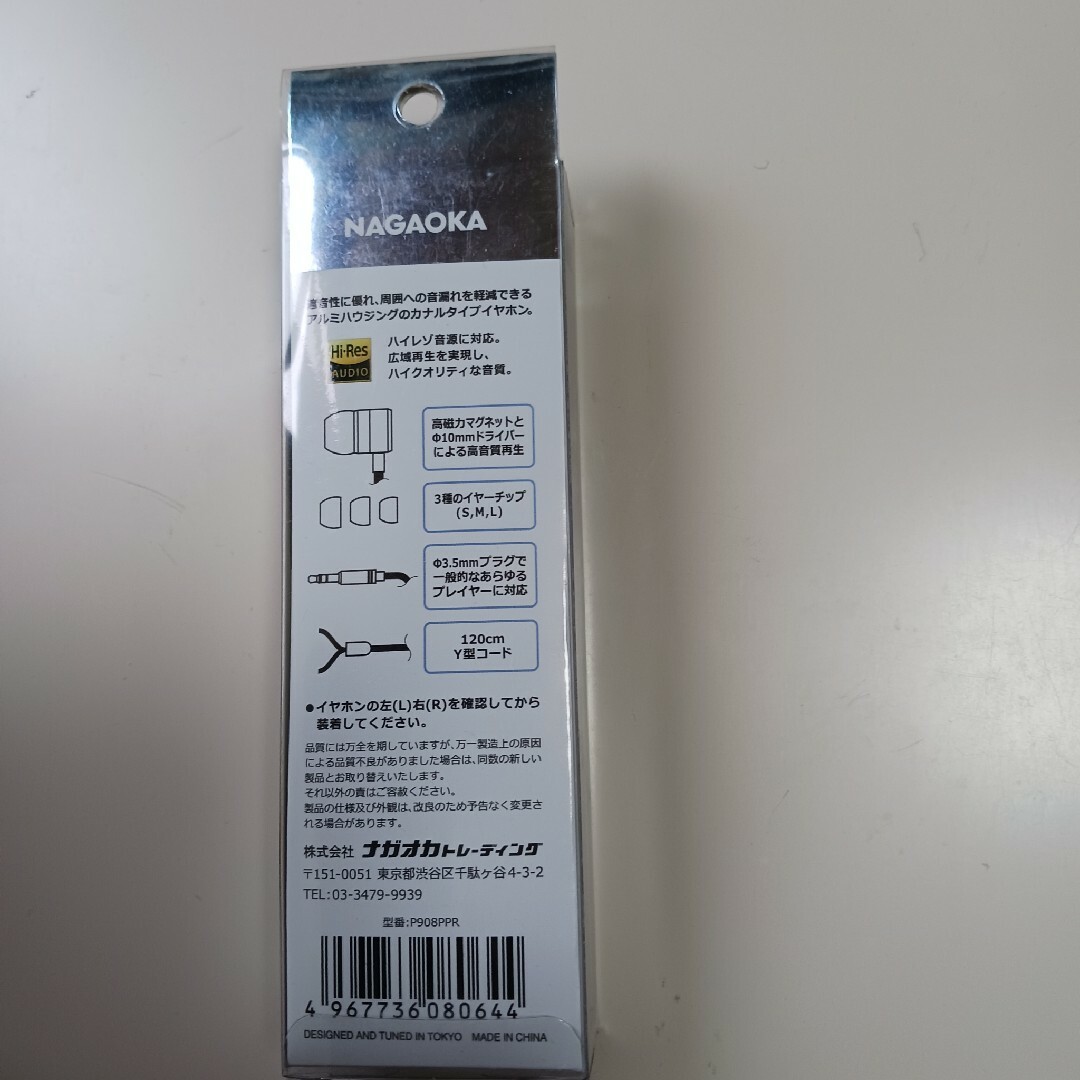 NAGAOKA
遮音性に優れ、周囲への音漏れを軽減できる
アルミハウジングのカナルタイプイヤホン。
Hi-Res
AUDIO
ハイレゾ音源に対応。
広域再生を実現し、
ハイクオリティな音質。
高磁力マグネットと
Φ10mmドライバー
による高音質再生
3種のイヤーチップ
(S,M,L)
Φ3.5mmプラグで
一般的なあらゆる
プレイヤーに対応
120cm
Y型コード
●イヤホンの左(L)右(R)を確認してから
装着してください。
品質には万全を期していますが、万一製造上の原因
による品質不良がありました場合は、同数の新しい
製品とお取り替えいたします。
それ以外の責はご容赦ください。
製品の仕様及び外観は、改良のため予告なく変更さ
れる場合があります。
株式会社 ナガオカトレーディング
〒151-0051 東京都渋谷区千駄ヶ谷4-3-2
TEL:03-3479-9939
型番:P908PPR
4 967736 080644
DESIGNED AND TUNED IN TOKYO MADE IN CHINA